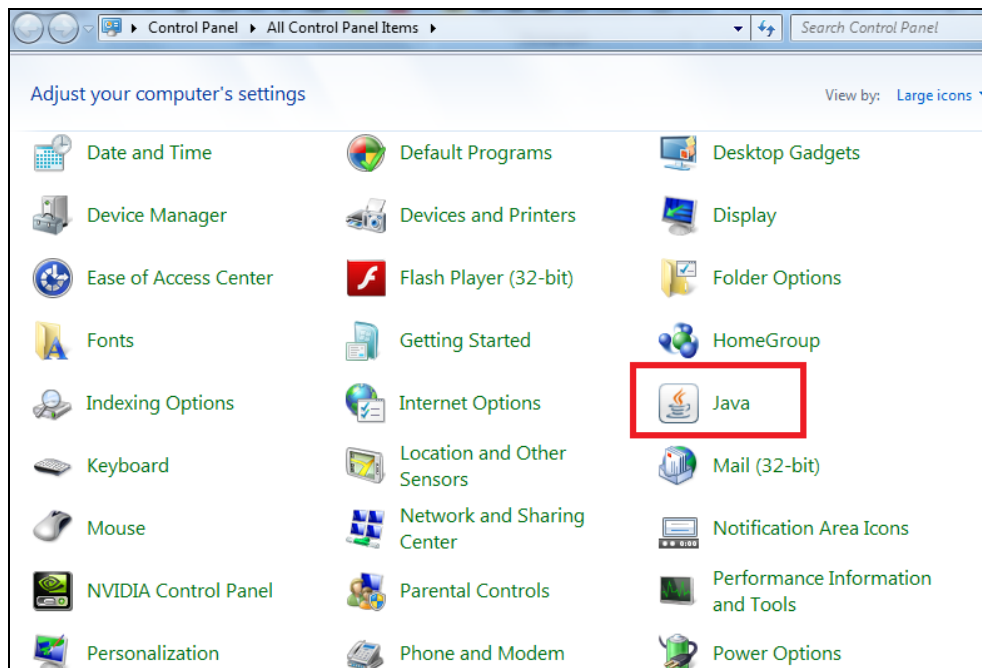 Control Panel All Control Panel Items Search Control Panel
Adjust your computer's settings View by: Large icons
Date and Time Default Programs Desktop Gadgets
Device Manager Devices and Printers Display
Ease of Access Center Flash Player (32-bit) Folder Options
Fonts Getting Started HomeGroup
Indexing Options Internet Options Java
Keyboard Location and Other Sensors Mail (32-bit)
Mouse Network and Sharing Center Notification Area Icons
NVIDIA Control Panel Parental Controls Performance Information and Tools
Personalization Phone and Modem Power Options